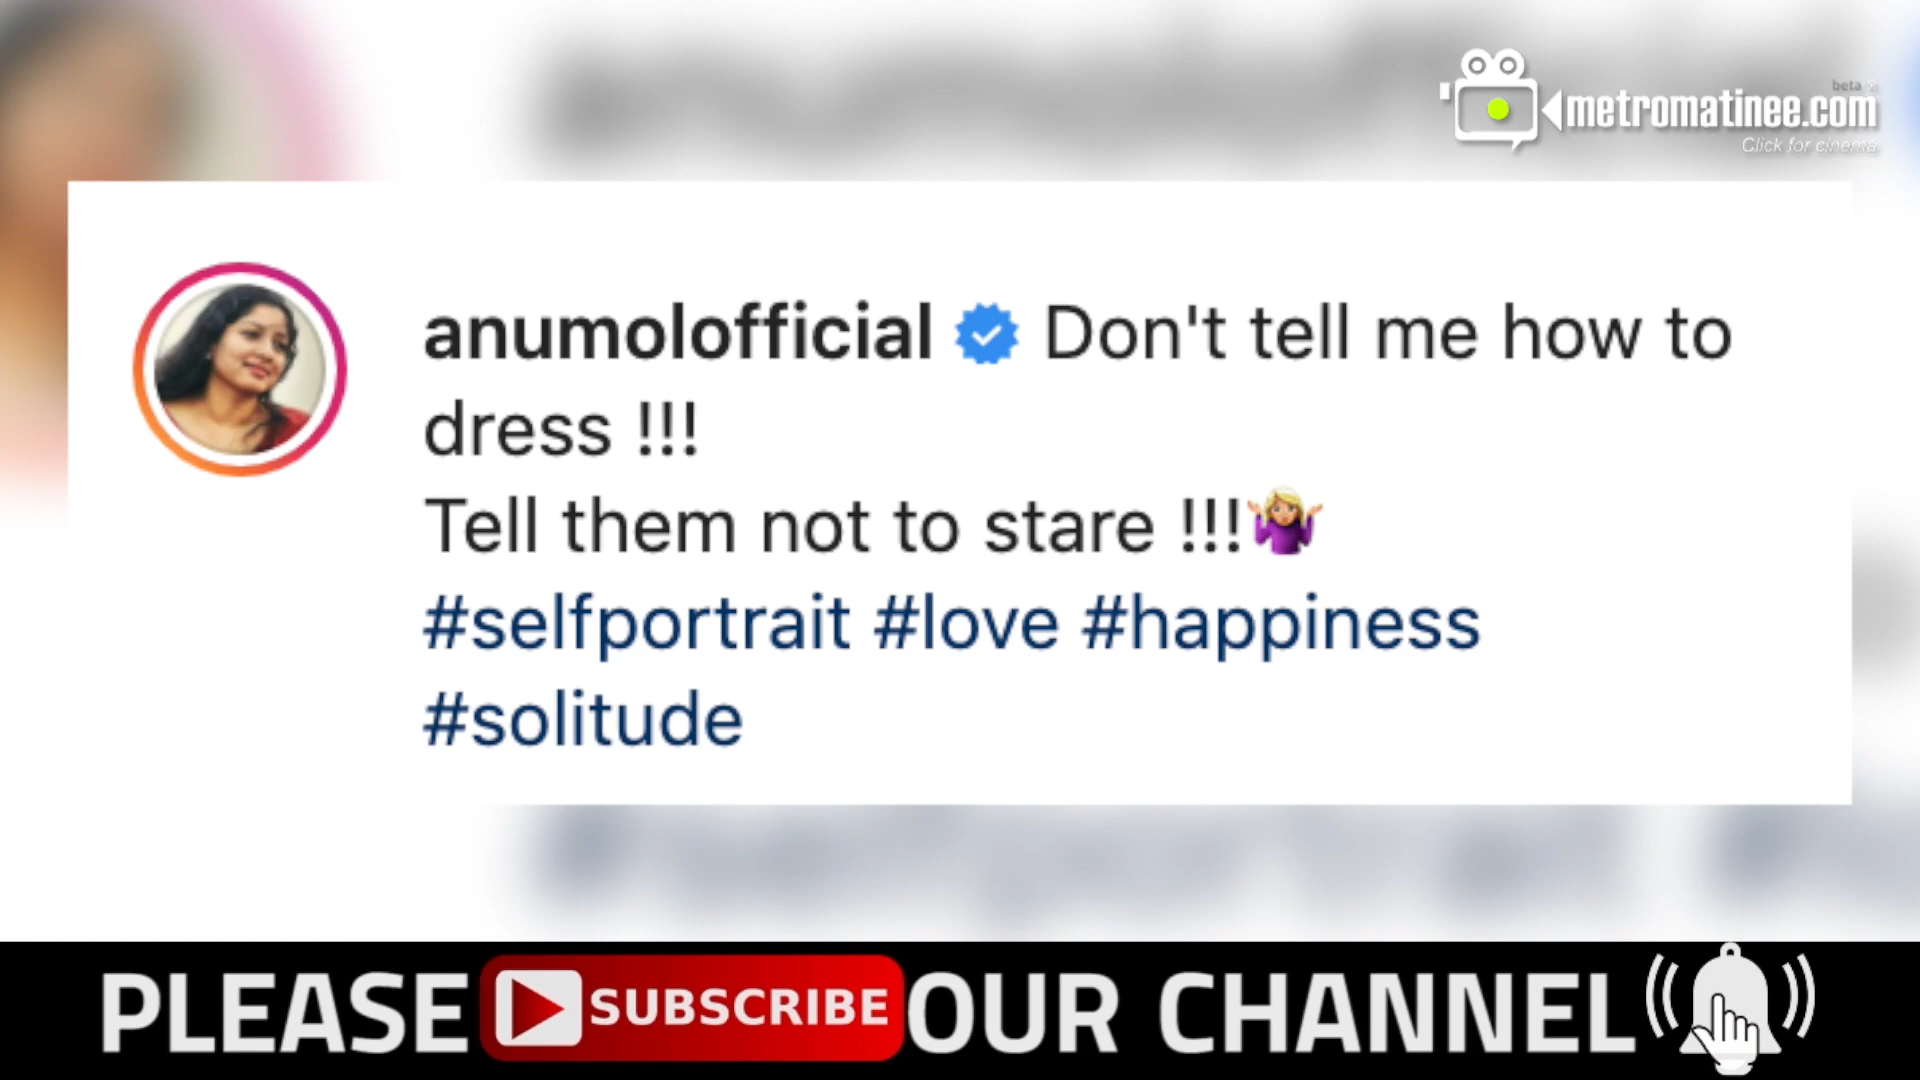 beta
metromatinee.com
Click for cinema
anumolofficial Don't tell me how to
dress !!!
Tell them not to stare !!!🤷🏼‍♀️
#selfportrait #love #happiness
#solitude
PLEASE SUBSCRIBE OUR CHANNEL